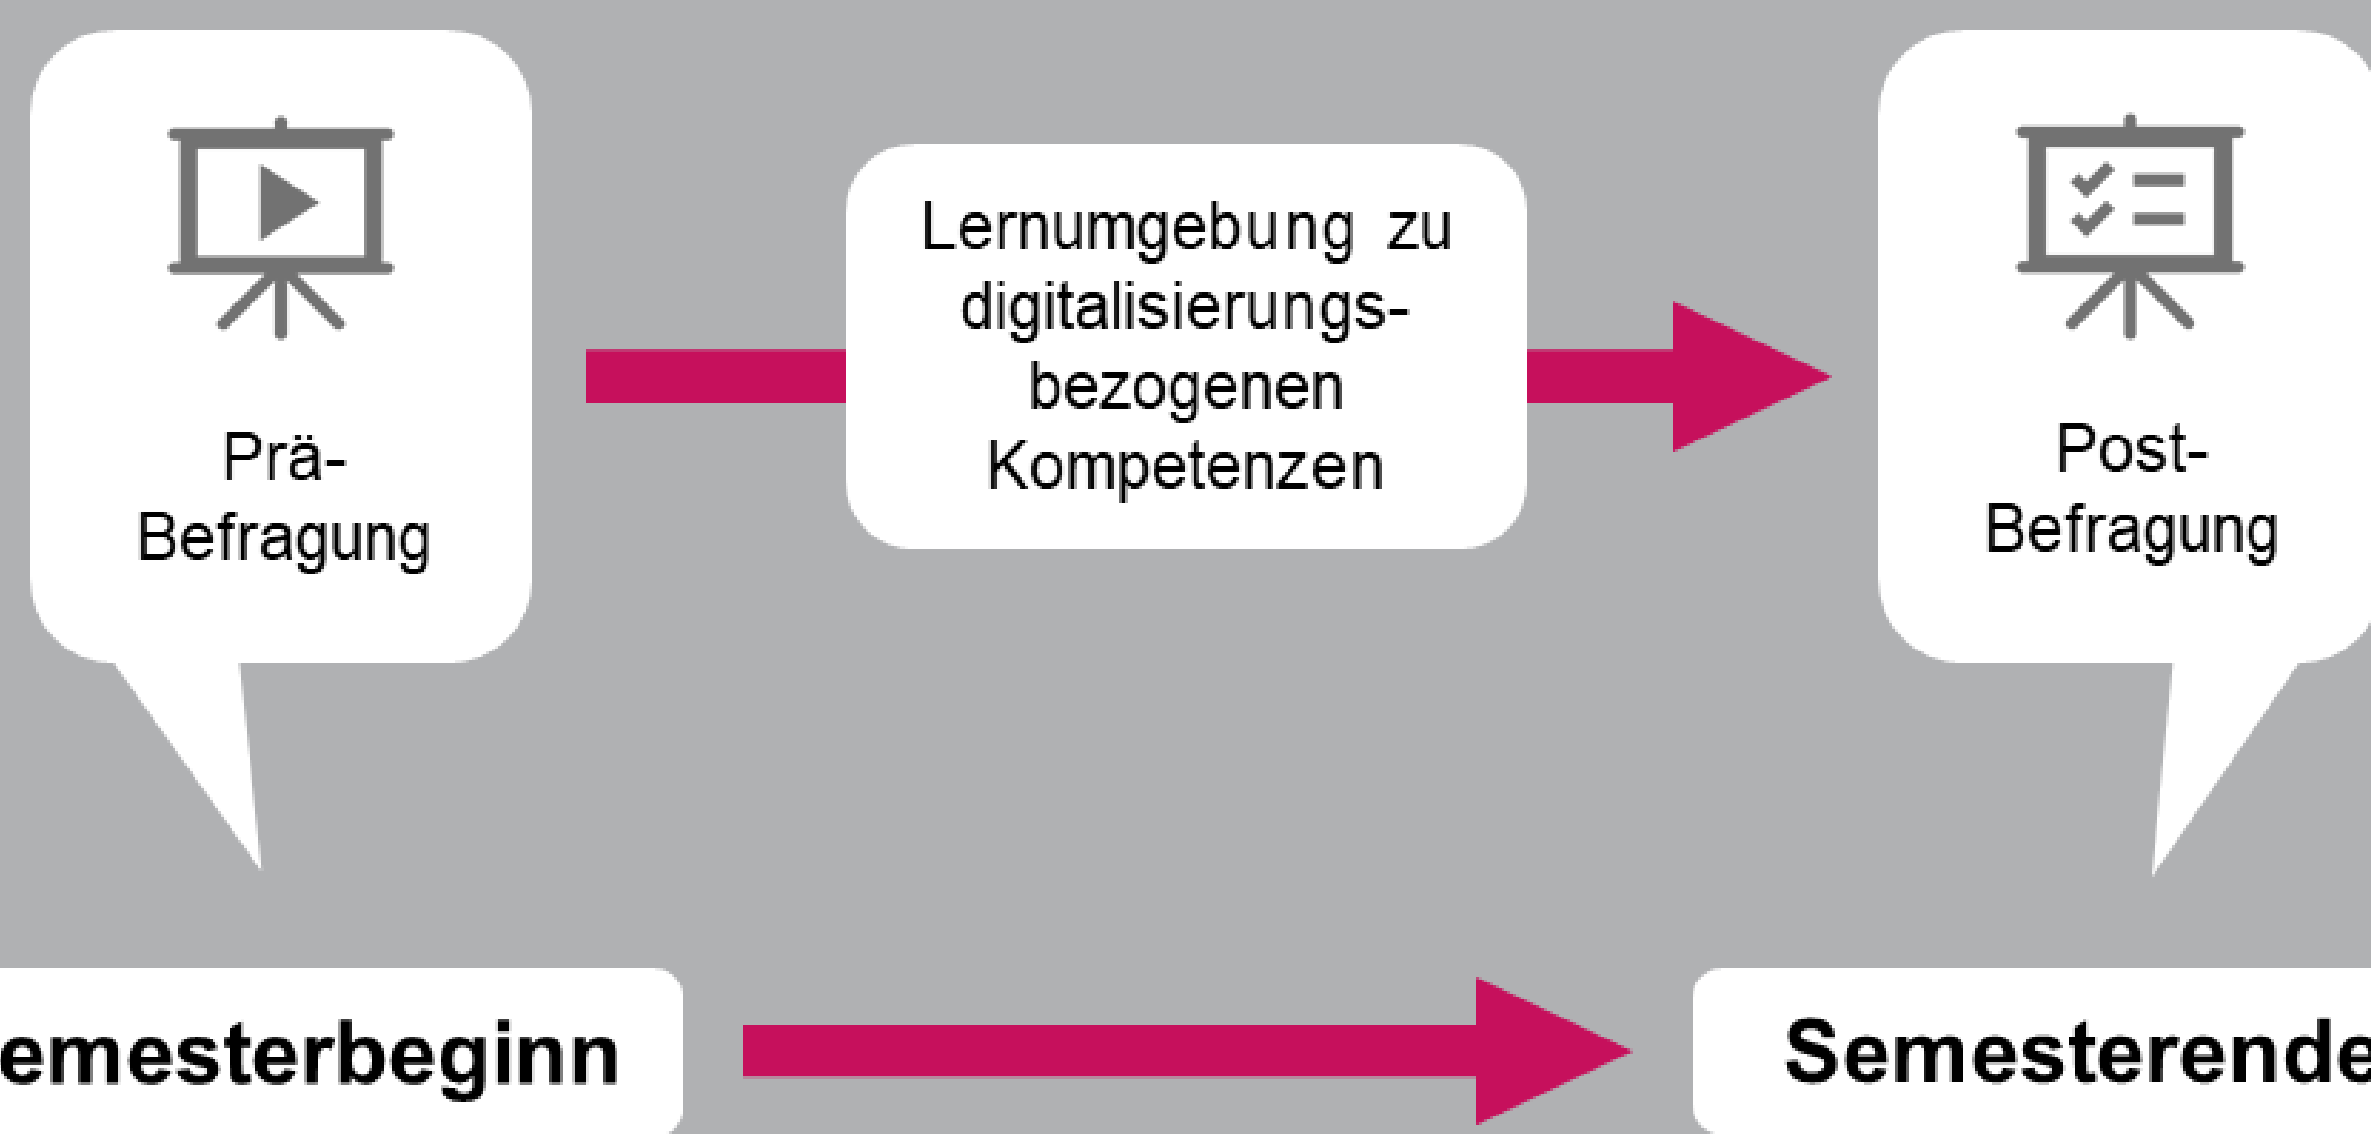 Prä-
Befragung
Lernumgebung zu
digitalisierungs-
bezogenen
Kompetenzen
Post-
Befragung
emesterbeginn
Semesterende